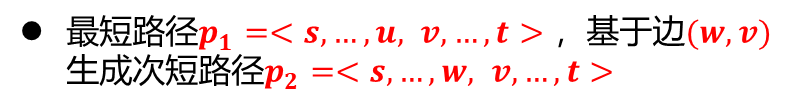 ● 最短路径p₁ =< s, … , u, v, … , t >，基于边(w, v)
生成次短路径p₂ =< s, … , w, v, … , t >